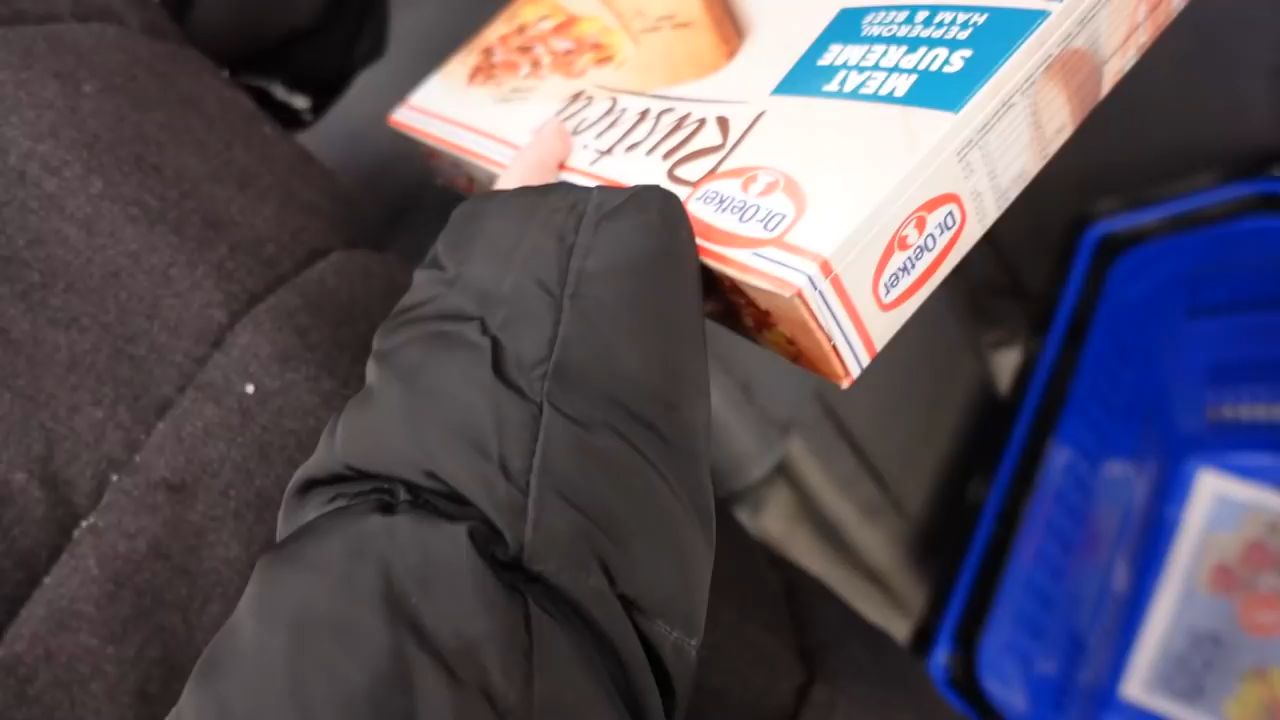 Dr.Oetker
Rustica
MEAT
SUPREME
PEPPERONI,
HAM & BEEF
Dr.Oetker